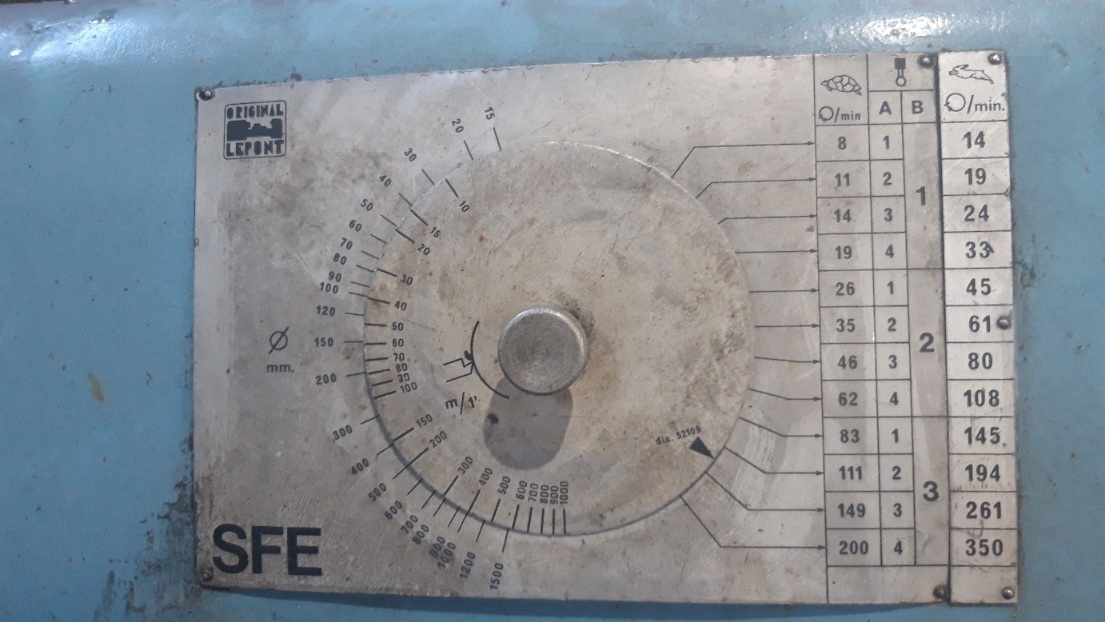 ORIGINAL
LEPONT
15
20
30
40
50
60
70
80
90
100
120
150
200
300
400
500
600
700
800
900
1000
1200
1500
Ø
mm.
10
16
20
30
40
50
60
70
80
90
100
150
200
300
400
500
600
700
800
900
1000
m/1'
dis. 52109
SFE
/min A B /min.
8 1 14
11 2 19
14 3 24
19 4 33
1
26 1 45
35 2 61
46 3 80
62 4 108
2
83 1 145
111 2 194
149 3 261
200 4 350
3